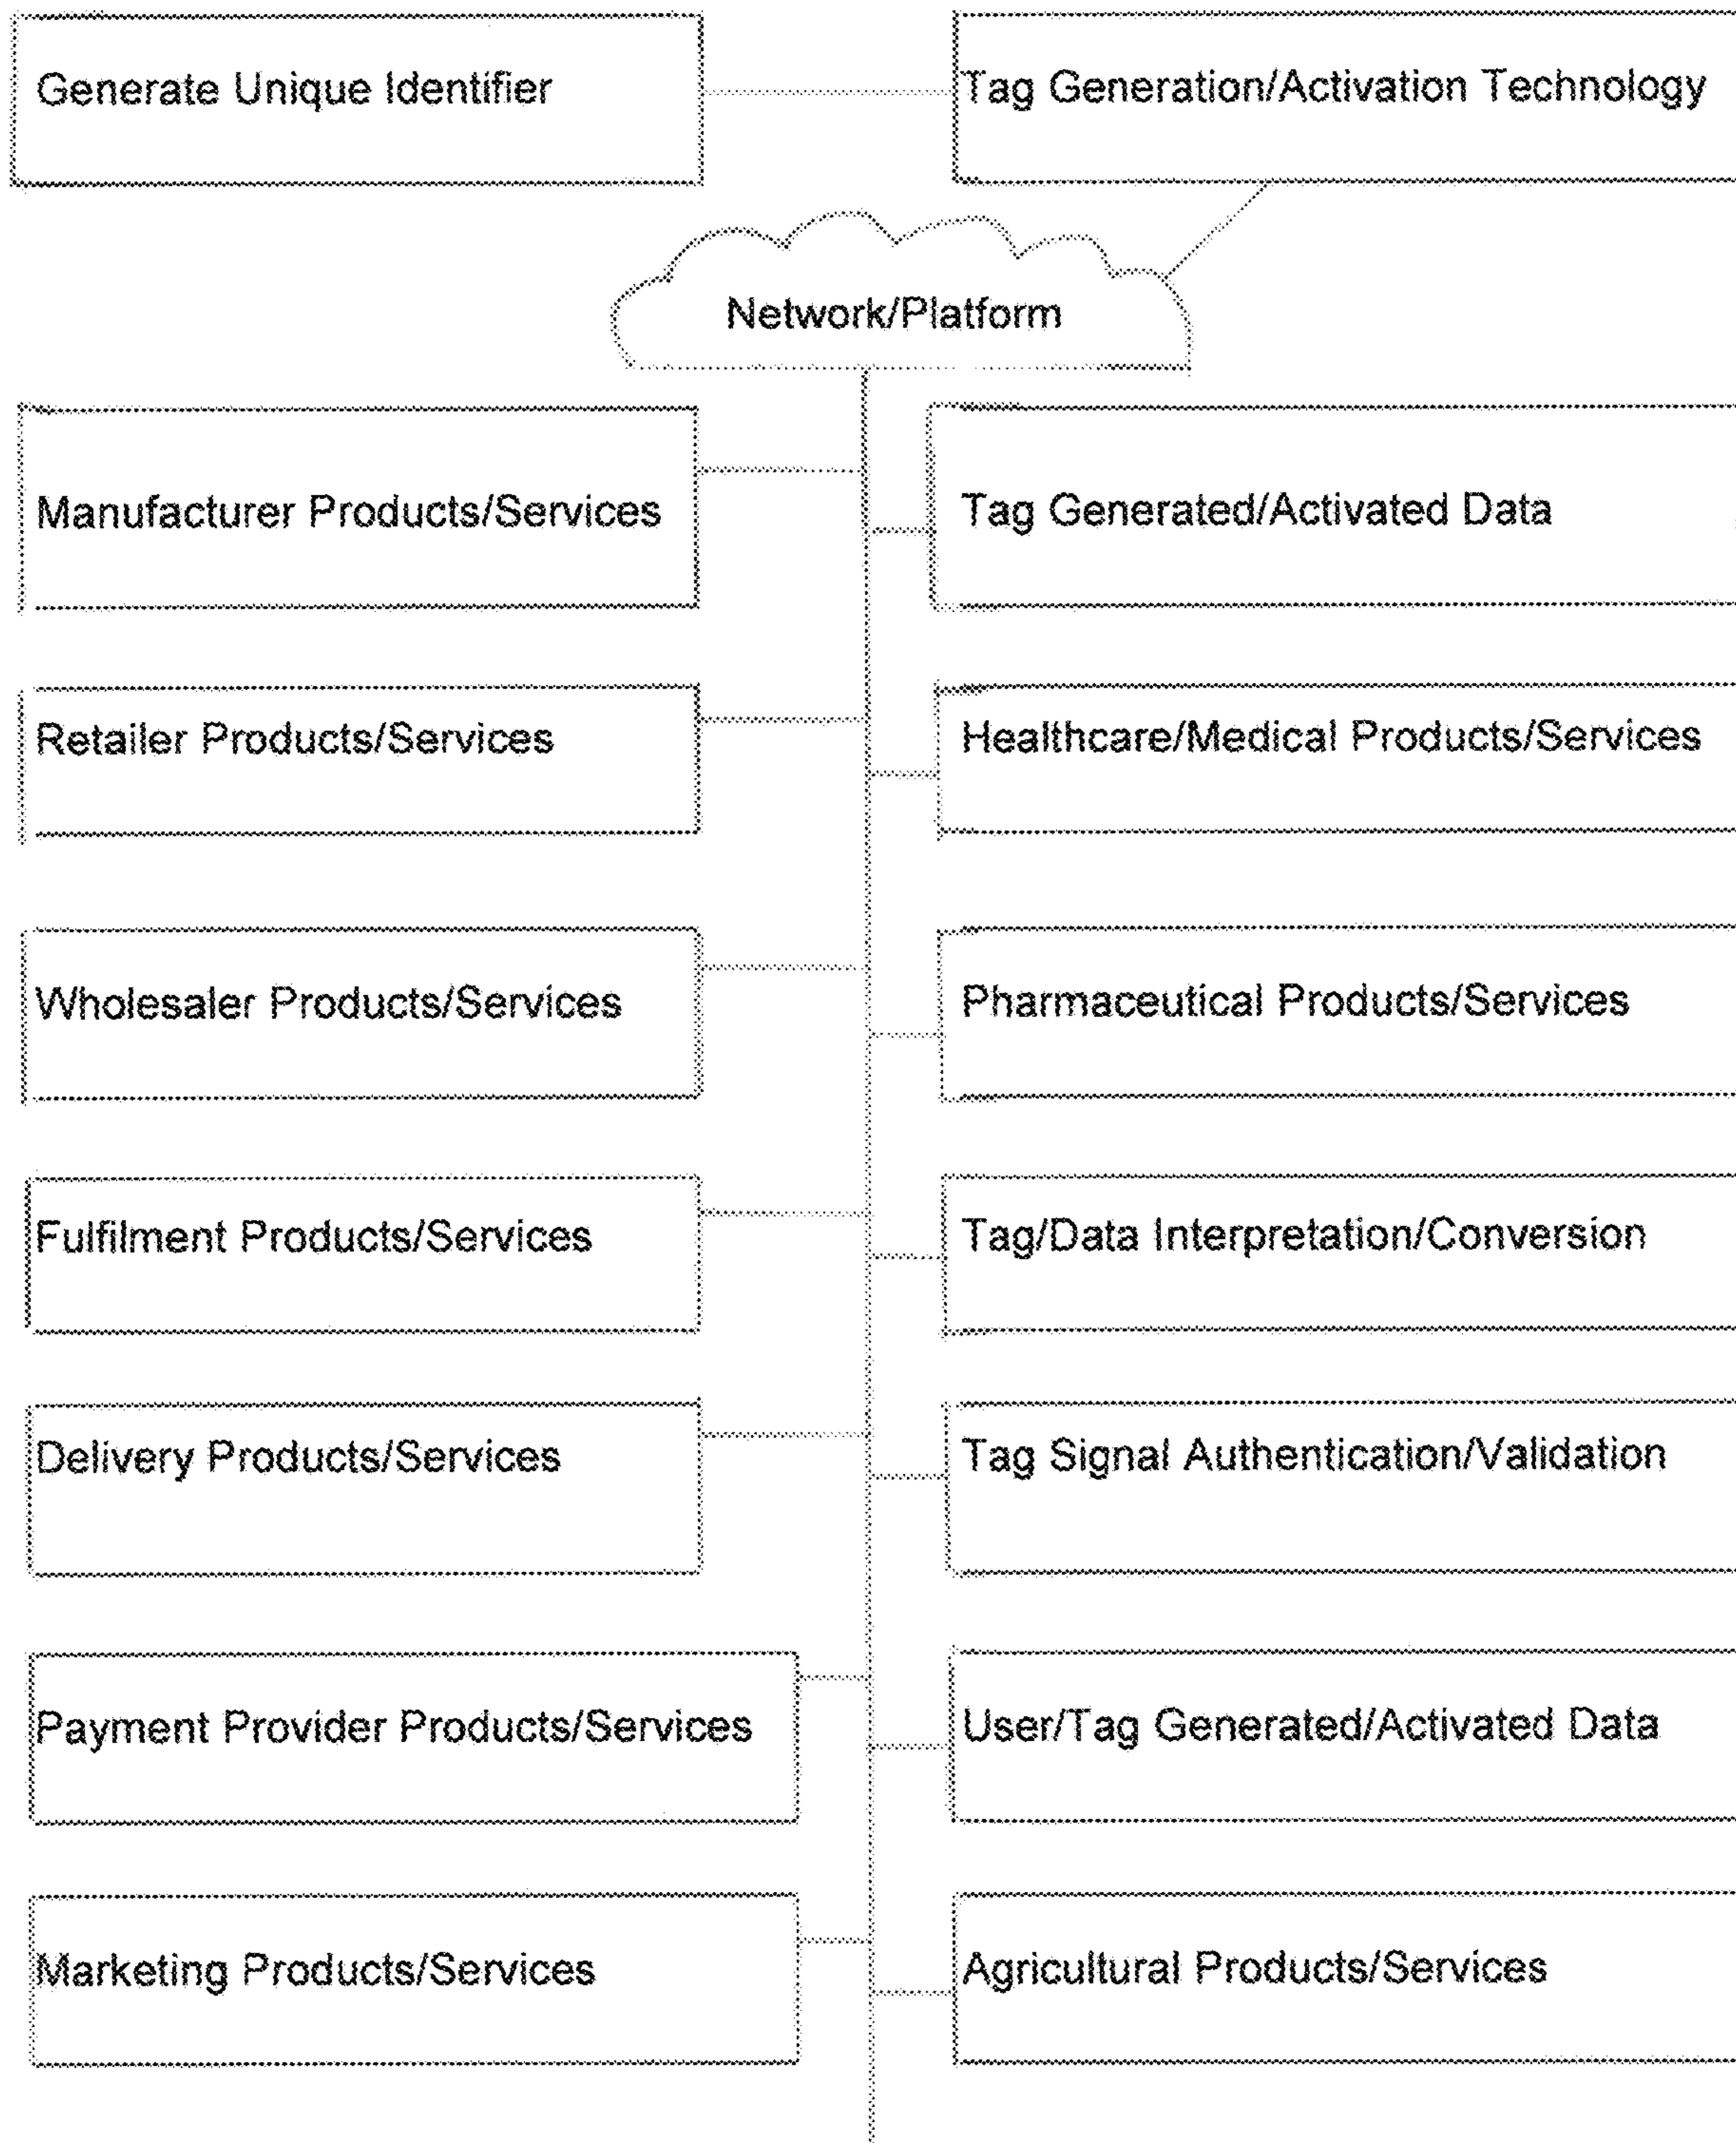 Generate Unique Identifier
Tag Generation/Activation Technology
Network/Platform
Manufacturer Products/Services
Tag Generated/Activated Data
Retailer Products/Services
Healthcare/Medical Products/Services
Wholesaler Products/Services
Pharmaceutical Products/Services
Fulfilment Products/Services
Tag/Data Interpretation/Conversion
Delivery Products/Services
Tag Signal Authentication/Validation
Payment Provider Products/Services
User/Tag Generated/Activated Data
Marketing Products/Services
Agricultural Products/Services